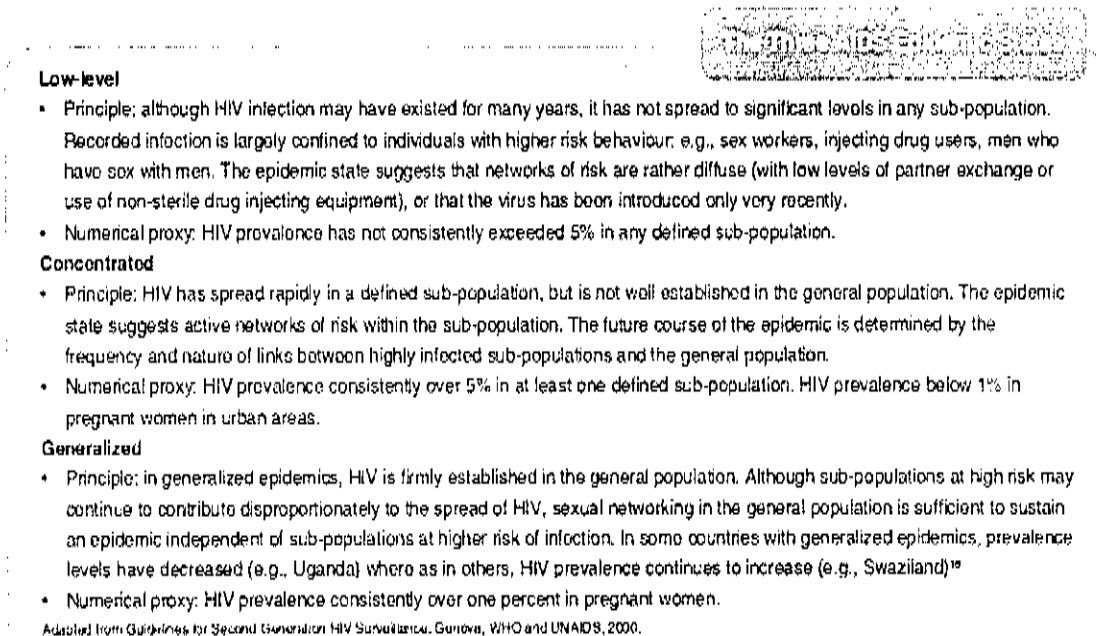 Low-level
• Principle: although HIV infection may have existed for many years, it has not spread to significant levels in any sub-population.
Recorded infection is largely confined to individuals with higher risk behaviour: e.g., sex workers, injecting drug users, men who
have sex with men. The epidemic state suggests that networks of risk are rather diffuse (with low levels of partner exchange or
use of non-sterile drug injecting equipment), or that the virus has been introduced only very recently.
• Numerical proxy: HIV prevalence has not consistently exceeded 5% in any defined sub-population.
Concentrated
• Principle: HIV has spread rapidly in a defined sub-population, but is not well established in the general population. The epidemic
state suggests active networks of risk within the sub-population. The future course of the epidemic is determined by the
frequency and nature of links between highly infected sub-populations and the general population.
• Numerical proxy: HIV prevalence consistently over 5% in at least one defined sub-population. HIV prevalence below 1% in
pregnant women in urban areas.
Generalized
• Principle: in generalized epidemics, HIV is firmly established in the general population. Although sub-populations at high risk may
continue to contribute disproportionately to the spread of HIV, sexual networking in the general population is sufficient to sustain
an epidemic independent of sub-populations at higher risk of infection. In some countries with generalized epidemics, prevalence
levels have decreased (e.g., Uganda) where as in others, HIV prevalence continues to increase (e.g., Swaziland)
• Numerical proxy: HIV prevalence consistently over one percent in pregnant women.
Adapted from Guidelines for Second Generation HIV Surveillance. Geneva, WHO and UNAIDS, 2000.